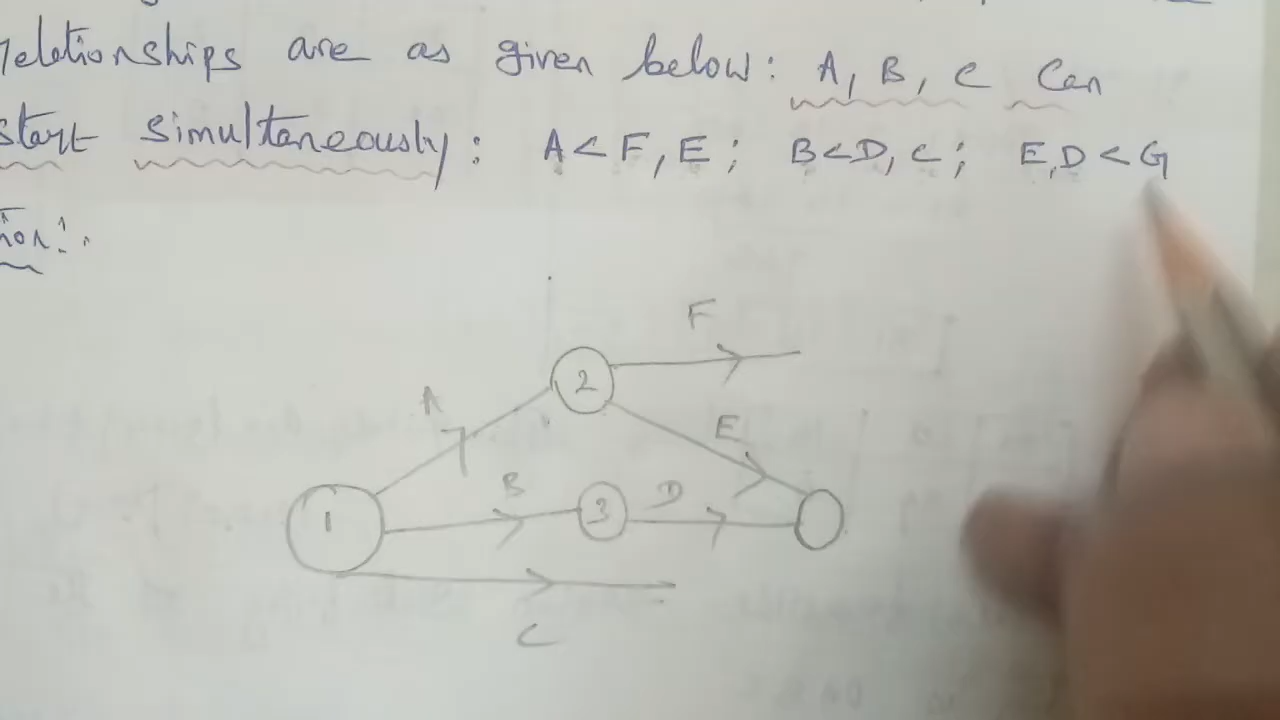 relationships are as given below: A, B, C Can
start simultaneously: A<F, E; B<D, C; E,D<G
F
2
A
E
B
3
D
1
C